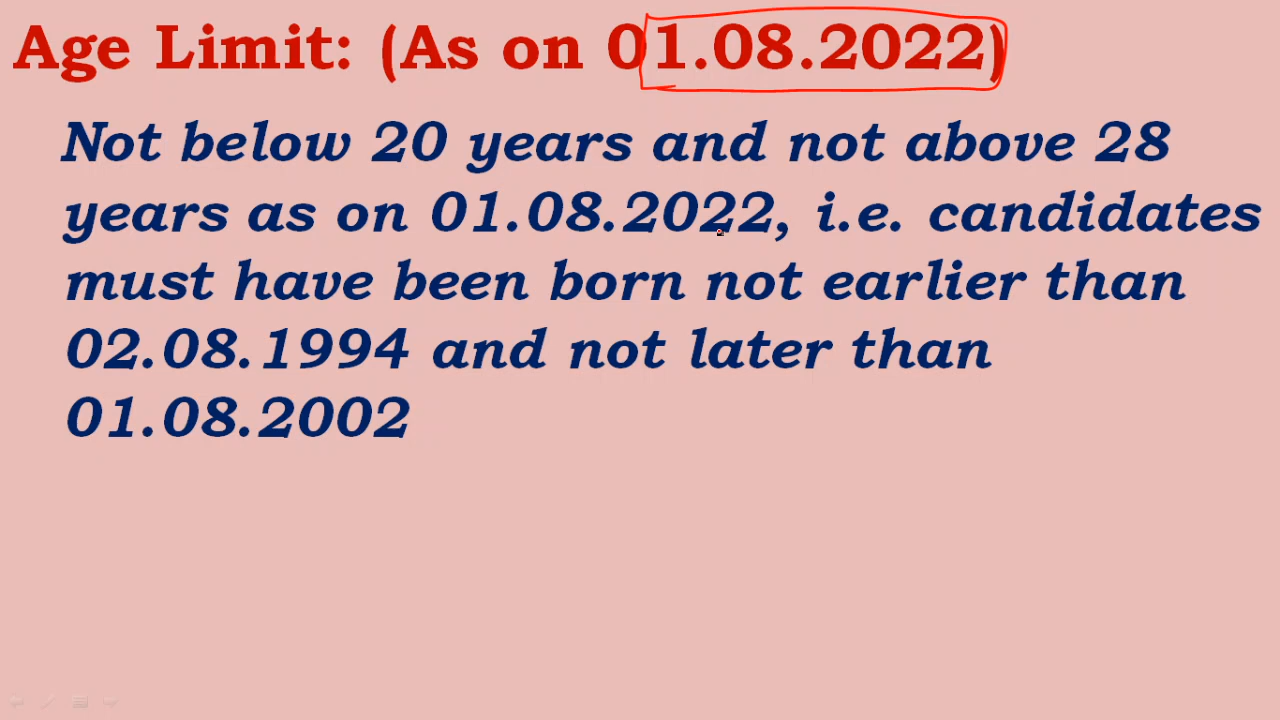 Age Limit: (As on 01.08.2022)
Not below 20 years and not above 28
years as on 01.08.2022, i.e. candidates
must have been born not earlier than
02.08.1994 and not later than
01.08.2002